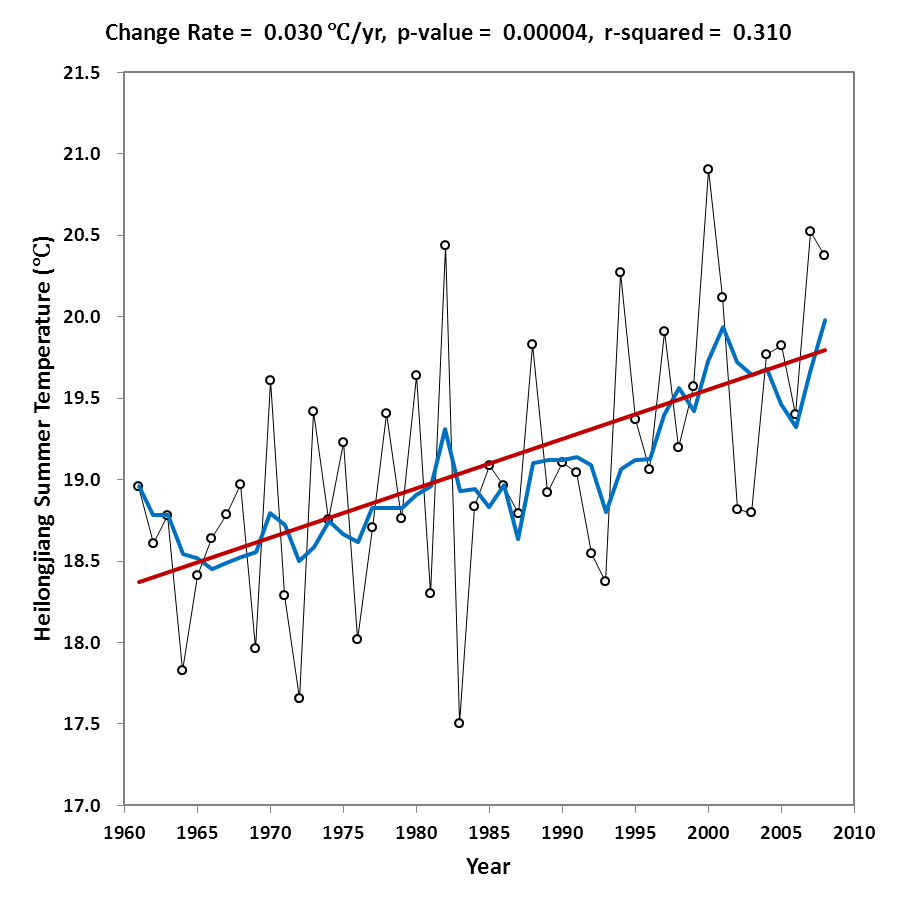 Change Rate = 0.030 ℃/yr, p-value = 0.00004, r-squared = 0.310
21.5
21.0
20.5
20.0
19.5
19.0
18.5
18.0
17.5
17.0
Heilongjiang Summer Temperature (℃)
1960 1965 1970 1975 1980 1985 1990 1995 2000 2005 2010
Year